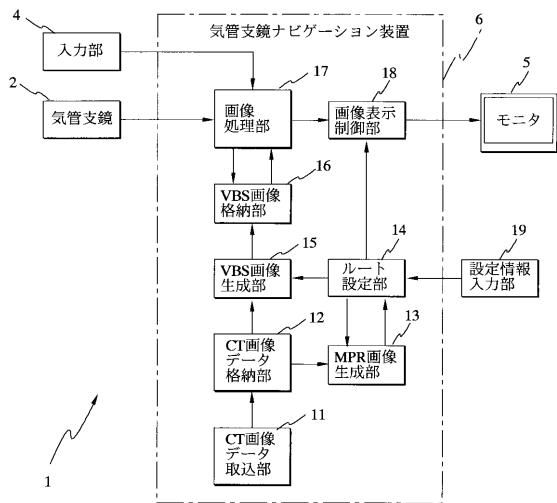 気管支鏡ナビゲーション装置
6
4
入力部
2
気管支鏡
17
画像
処理部
18
画像表示
制御部
5
モニタ
16
VBS画像
格納部
15
VBS画像
生成部
14
ルート
設定部
19
設定情報
入力部
12
CT画像
データ
格納部
13
MPR画像
生成部
11
CT画像
データ
取込部
1